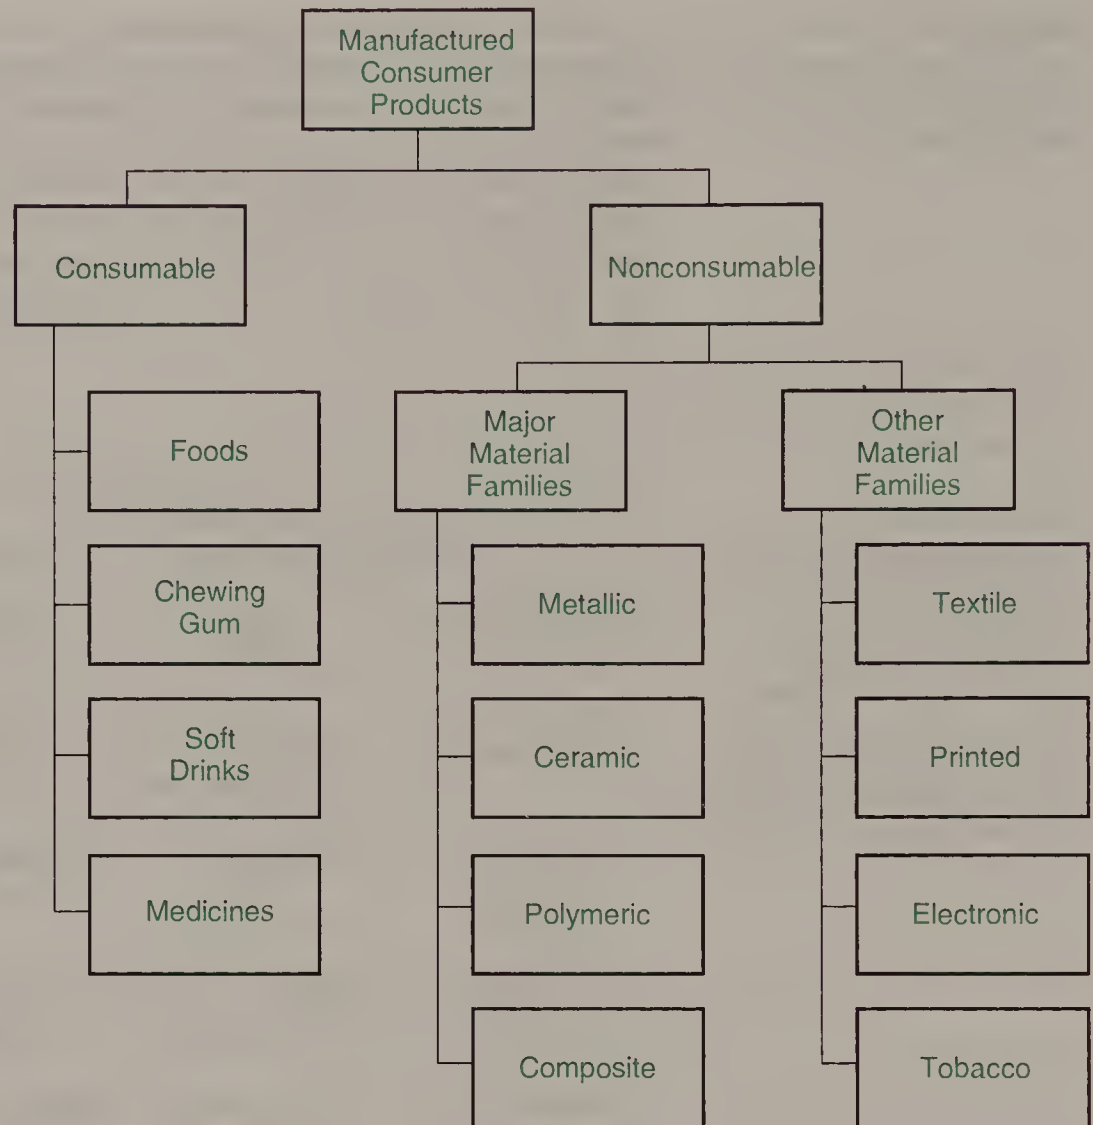 Manufactured
Consumer
Products
Consumable
Nonconsumable
Foods
Chewing
Gum
Soft
Drinks
Medicines
Major
Material
Families
Metallic
Ceramic
Polymeric
Composite
Other
Material
Families
Textile
Printed
Electronic
Tobacco